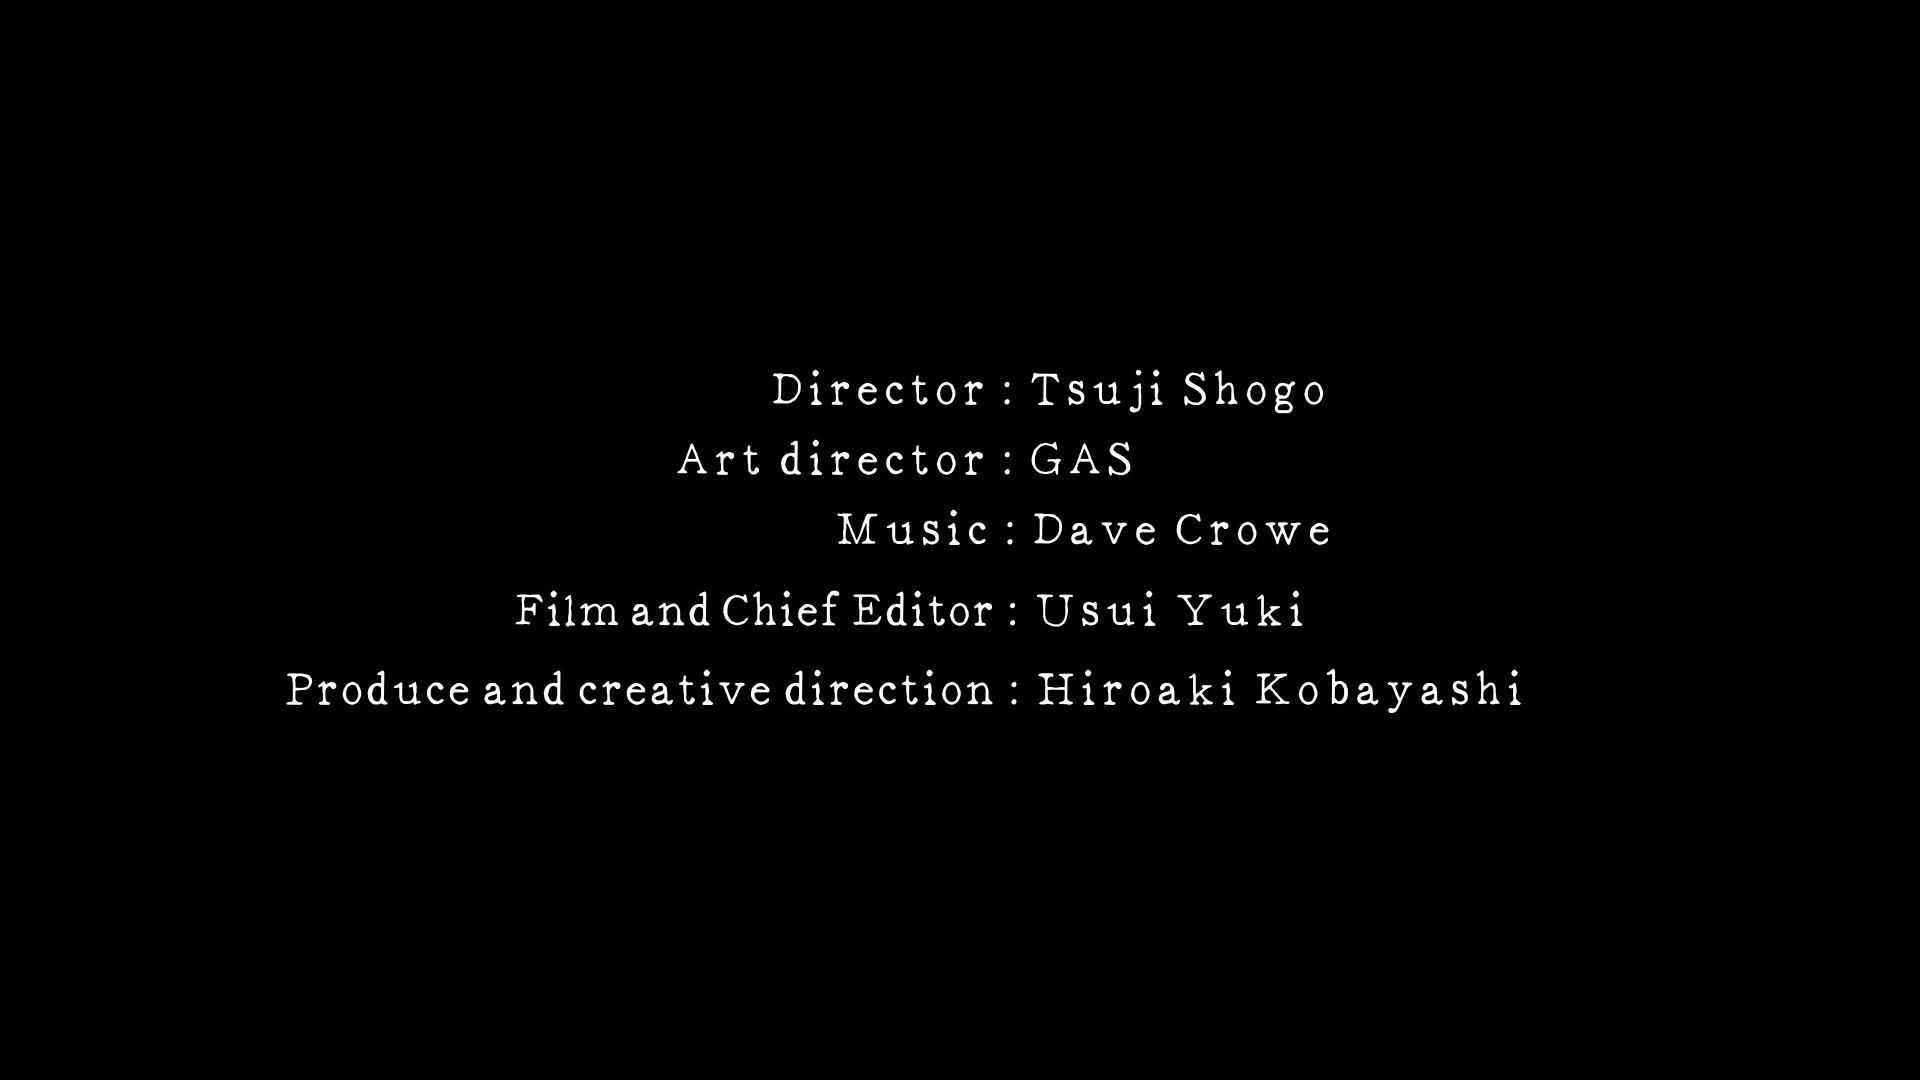 Director : Tsuji Shogo
Art director : GAS
Music : Dave Crowe
Film and Chief Editor : Usui Yuki
Produce and creative direction : Hiroaki Kobayashi